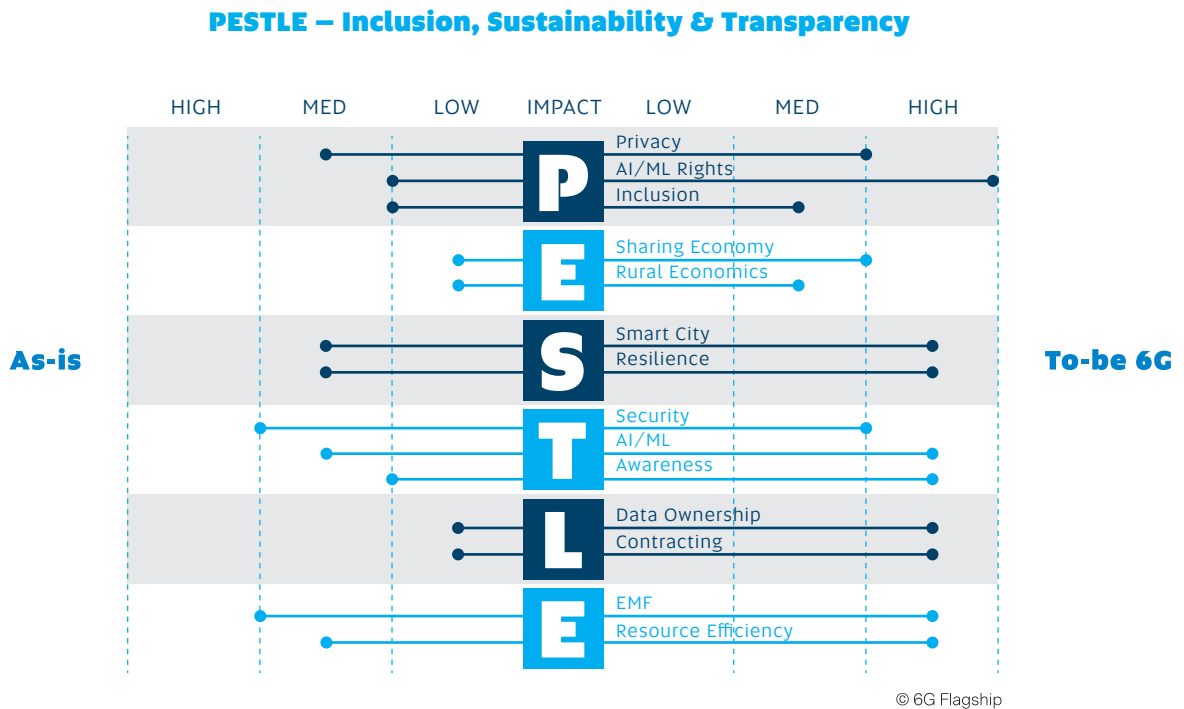 PESTLE – Inclusion, Sustainability & Transparency
HIGH MED LOW IMPACT LOW MED HIGH
P
Privacy
AI/ML Rights
Inclusion
E
Sharing Economy
Rural Economics
As-is
S
Smart City
Resilience
To-be 6G
T
Security
AI/ML
Awareness
L
Data Ownership
Contracting
E
EMF
Resource Efficiency
© 6G Flagship